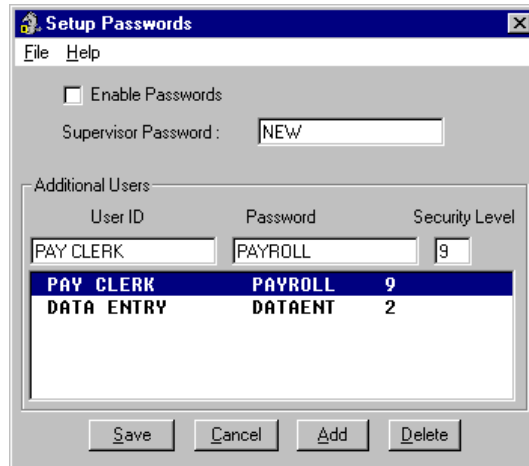 Setup Passwords
File Help
Enable Passwords
Supervisor Password : NEW
Additional Users
User ID Password Security Level
PAY CLERK PAYROLL 9
PAY CLERK PAYROLL 9
DATA ENTRY DATAENT 2
Save Cancel Add Delete